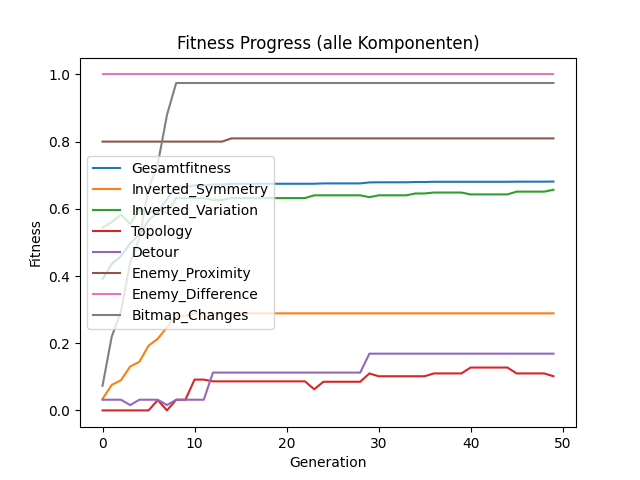 Fitness Progress (alle Komponenten)
1.0
0.8
0.6
0.4
0.2
0.0
Fitness
Gesamtfitness
Inverted_Symmetry
Inverted_Variation
Topology
Detour
Enemy_Proximity
Enemy_Difference
Bitmap_Changes
0 10 20 30 40 50
Generation